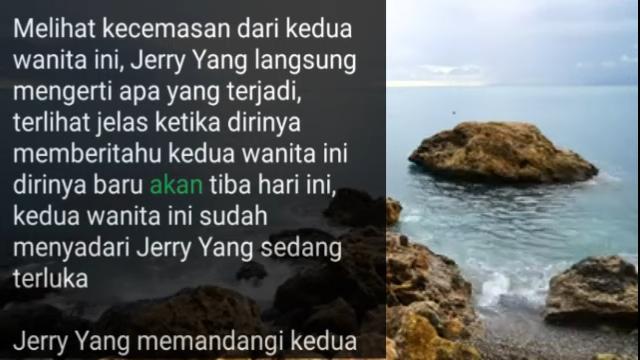 Melihat kecemasan dari kedua
wanita ini, Jerry Yang langsung
mengerti apa yang terjadi,
terlihat jelas ketika dirinya
memberitahu kedua wanita ini
dirinya baru akan tiba hari ini,
kedua wanita ini sudah
menyadari Jerry Yang sedang
terluka
Jerry Yang memandangi kedua